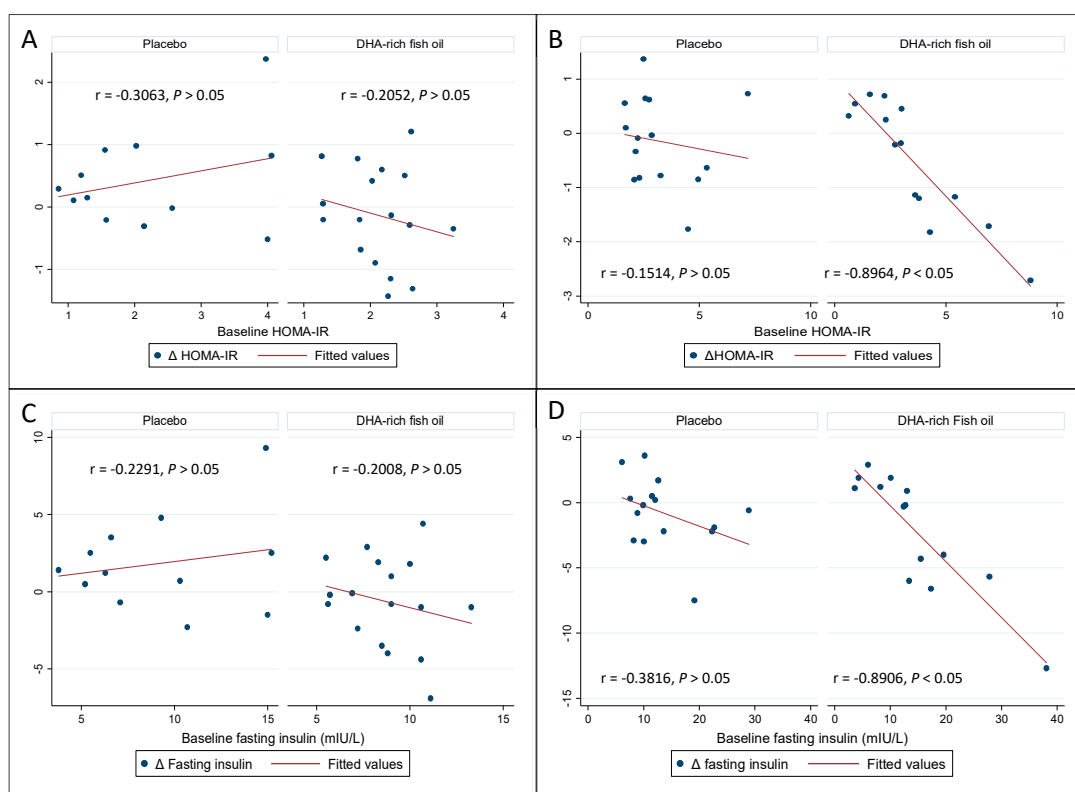 A
Placebo
DHA-rich fish oil
r = -0.3063, P > 0.05
r = -0.2052, P > 0.05
2
1
0
-1
1 2 3 4
1 2 3 4
Baseline HOMA-IR
Δ HOMA-IR
Fitted values
B
Placebo
DHA-rich fish oil
1
0
-1
-2
-3
r = -0.1514, P > 0.05
r = -0.8964, P < 0.05
0 5 10
0 5 10
Baseline HOMA-IR
ΔHOMA-IR
Fitted values
C
Placebo
DHA-rich fish oil
r = -0.2291, P > 0.05
r = -0.2008, P > 0.05
10
5
0
-5
5 10 15
5 10 15
Baseline fasting insulin (mIU/L)
Δ Fasting insulin
Fitted values
D
Placebo
DHA-rich Fish oil
5
0
-5
-10
-15
r = -0.3816, P > 0.05
r = -0.8906, P < 0.05
0 10 20 30 40
0 10 20 30 40
Baseline fasting insulin (mIU/L)
Δ fasting insulin
Fitted values